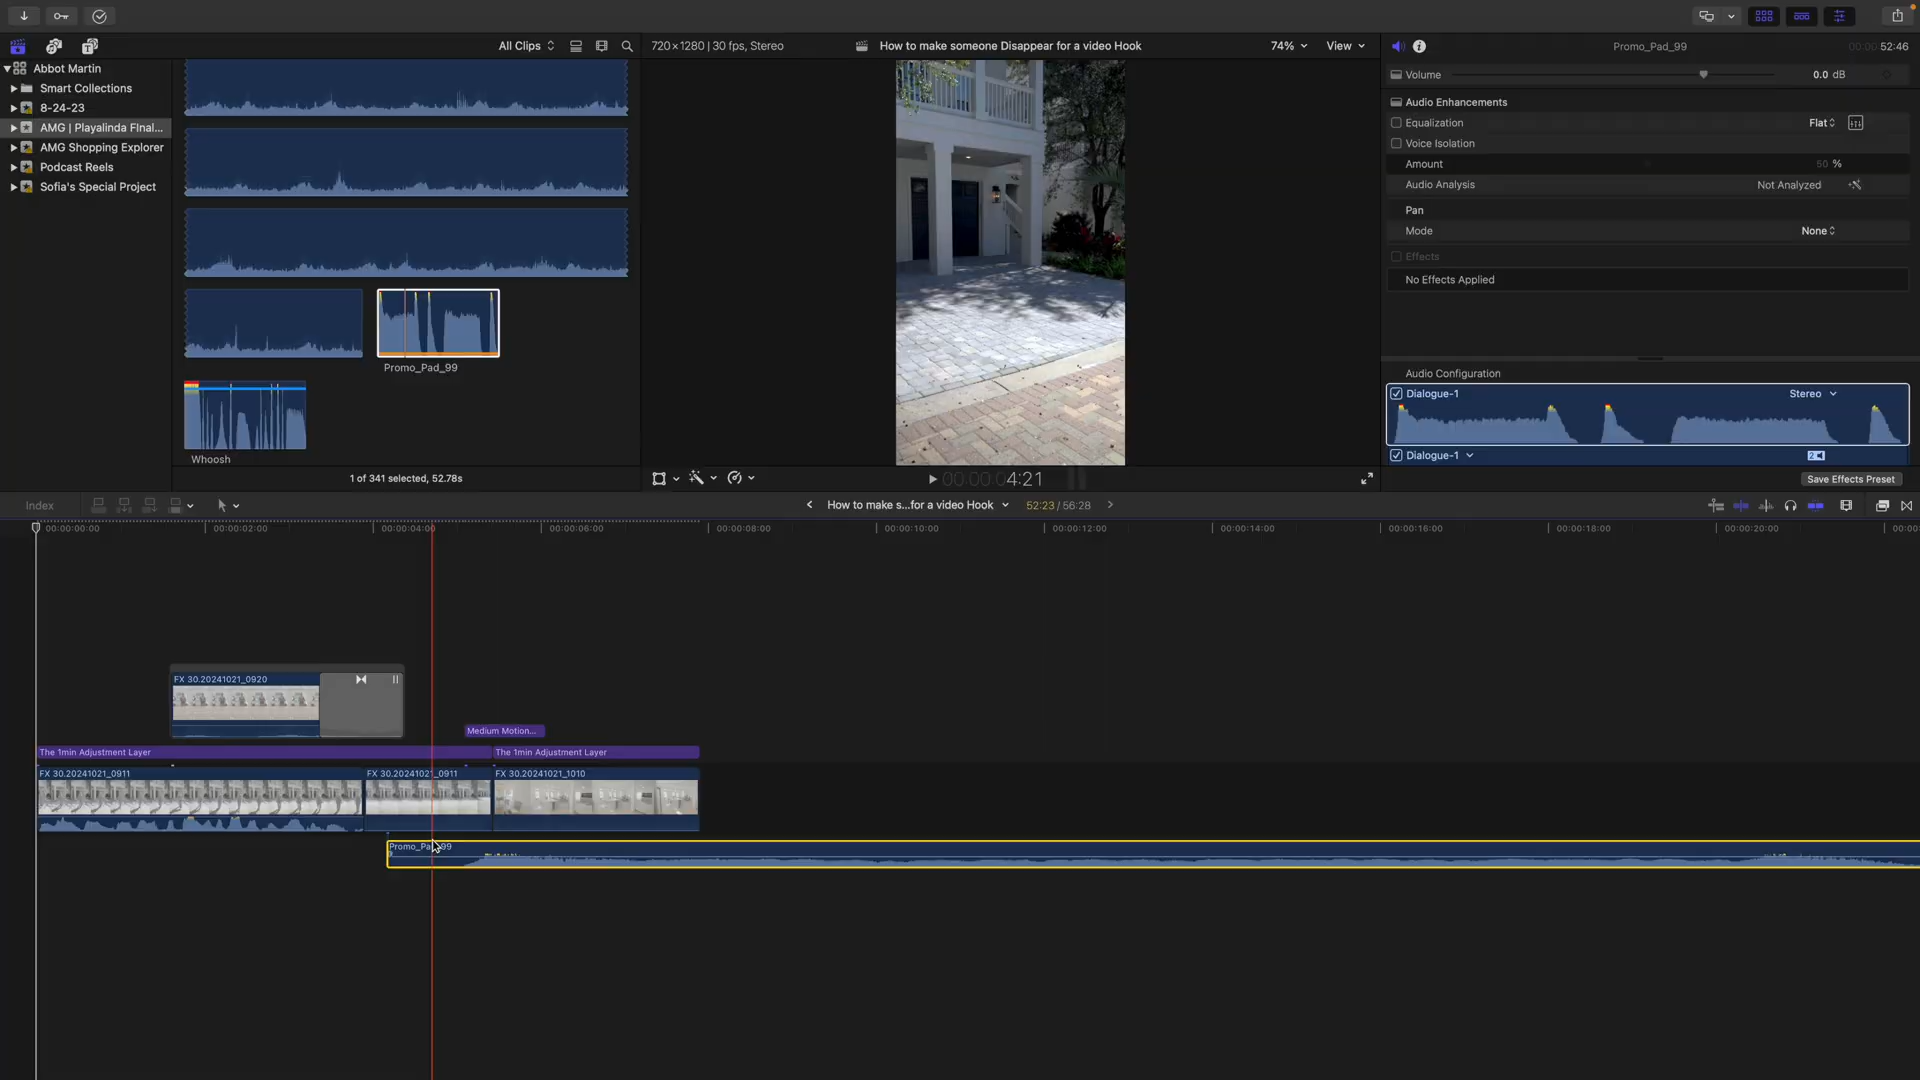 All Clips
720×1280 | 30 fps, Stereo
How to make someone Disappear for a video Hook
74%
View
Promo_Pad_99
00:00:52:46
Abbot Martin
Smart Collections
8-24-23
AMG | Playalinda FInal...
AMG Shopping Explorer
Podcast Reels
Sofia's Special Project
Promo_Pad_99
Whoosh
1 of 341 selected, 52.78s
00:00:04:21
Volume
0.0 dB
Audio Enhancements
Equalization
Flat
Voice Isolation
Amount
50 %
Audio Analysis
Not Analyzed
Pan
Mode
None
Effects
No Effects Applied
Audio Configuration
Dialogue-1
Stereo
Dialogue-1
2
Save Effects Preset
Index
How to make s...for a video Hook
52:23 / 56:28
00:00:00:00
00:00:02:00
00:00:04:00
00:00:06:00
00:00:08:00
00:00:10:00
00:00:12:00
00:00:14:00
00:00:16:00
00:00:18:00
00:00:20:00
00:00
FX 30.20241021_0920
Medium Motion...
The 1min Adjustment Layer
The 1min Adjustment Layer
FX 30.20241021_0911
FX 30.20241021_0911
FX 30.20241021_1010
Promo_Pad_99